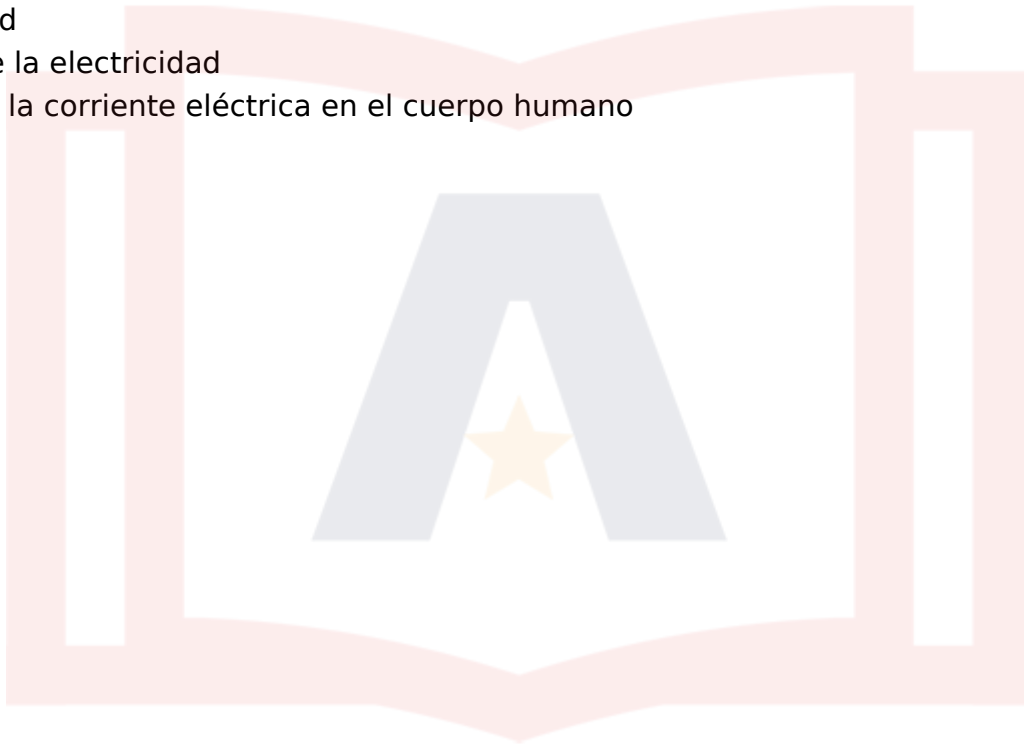 d
e la electricidad
la corriente eléctrica en el cuerpo humano